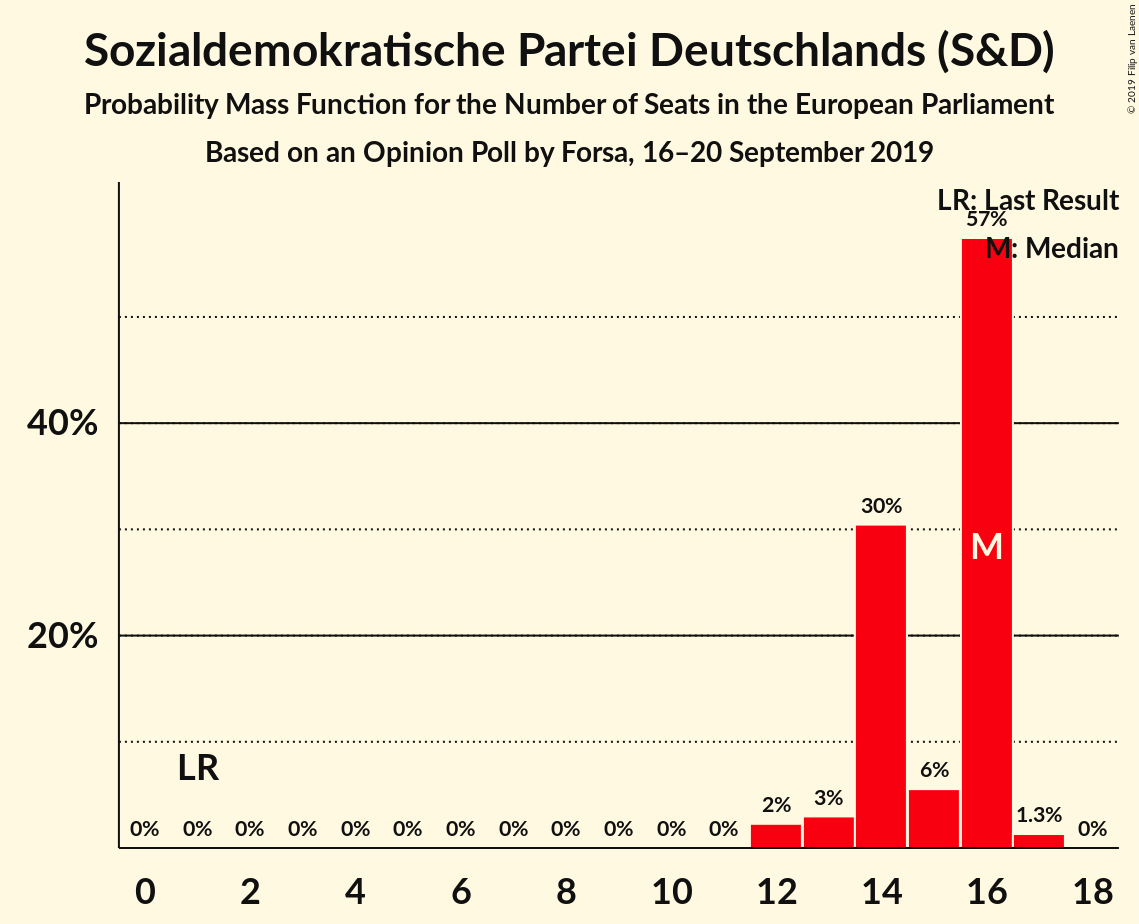 Sozialdemokratische Partei Deutschlands (S&D)
Probability Mass Function for the Number of Seats in the European Parliament
Based on an Opinion Poll by Forsa, 16–20 September 2019
© 2019 Filip van Laenen
LR: Last Result
57%
M: Median
40%
30%
M
20%
LR
6%
2% 3% 1.3%
0% 0% 0% 0% 0% 0% 0% 0% 0% 0% 0% 0% 0%
0 2 4 6 8 10 12 14 16 18